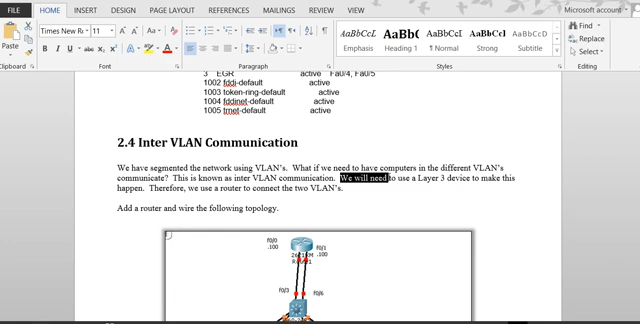 FILE HOME INSERT DESIGN PAGE LAYOUT REFERENCES MAILINGS REVIEW VIEW Microsoft account
Paste
Times New R 11
AaBbCcL AaBbC AaBbCcI AaBbCcI AaBbCcD
Emphasis Heading 1 ¶ Normal Strong Subtitle
Find
Replace
Select
Clipboard Font Paragraph Styles Editing
3 EGR active Fa0/4, Fa0/5
1002 fddi-default active
1003 token-ring-default active
1004 fddinet-default active
1005 trnet-default active
2.4 Inter VLAN Communication
We have segmented the network using VLAN's. What if we need to have computers in the different VLAN's
communicate? This is known as inter VLAN communication. We will need to use a Layer 3 device to make this
happen. Therefore, we use a router to connect the two VLAN's.
Add a router and wire the following topology.
f0/0
.100
f0/1
.100
f0/3
f0/6